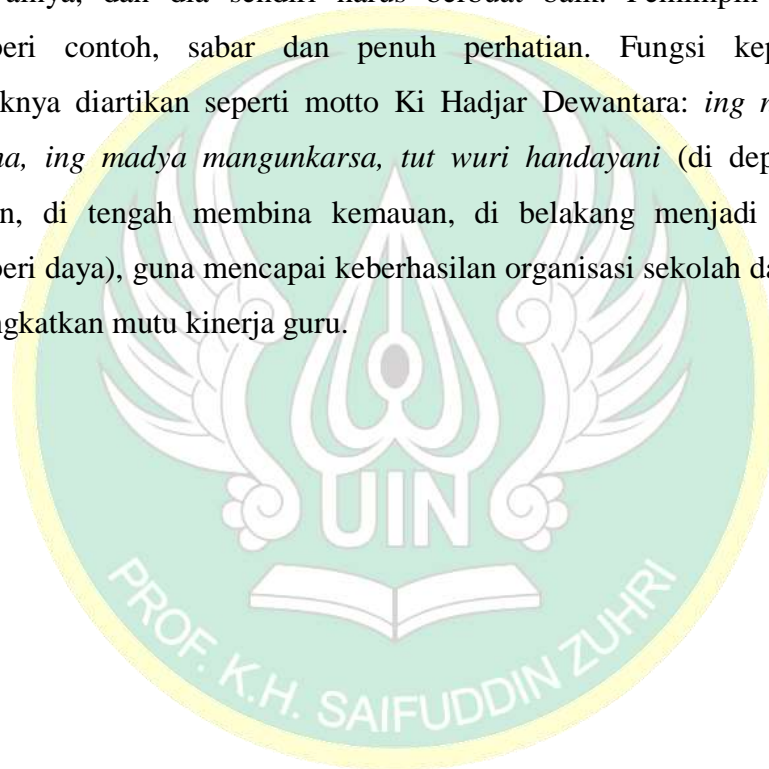 dan dia sendiri harus berbuat baik.
contoh, sabar dan penuh perhatian. Fungsi
diartikan seperti motto Ki Hadjar Dewantara: ing
ing madya mangunkarsa, tut wuri handayani (di
di tengah membina kemauan, di belakang menjadi
daya), guna mencapai keberhasilan organisasi sekolah
mutu kinerja guru.
UIN
PROF. K.H. SAIFUDDIN ZUHRI